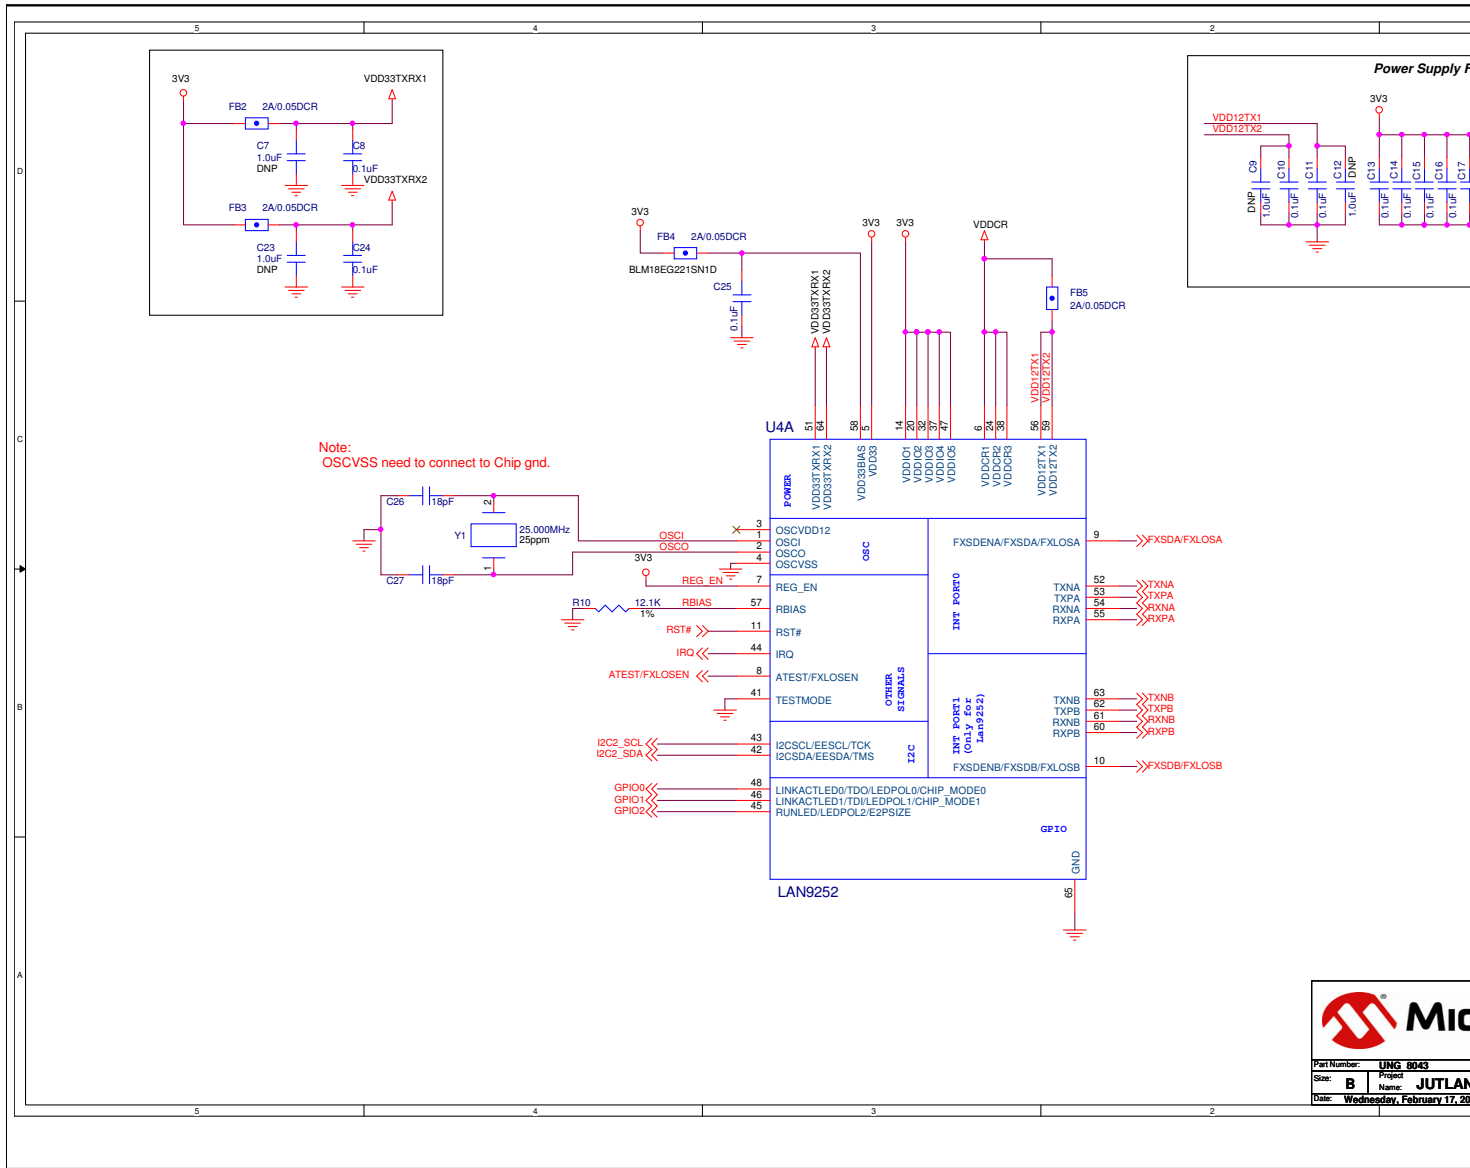 5 4 3 2
3V3
VDD33TXRX1
FB2 2A/0.05DCR
C7
1.0uF
DNP
C8
0.1uF
VDD33TXRX2
FB3 2A/0.05DCR
C23
1.0uF
DNP
C24
0.1uF
Power Supply F
3V3
VDD12TX1
VDD12TX2
C9
DNP
1.0uF
C10
0.1uF
C11
0.1uF
C12
DNP
1.0uF
C13
0.1uF
C14
0.1uF
C15
0.1uF
C16
0.1uF
C17
D
3V3
FB4 2A/0.05DCR
BLM18EG221SN1D
C25
0.1uF
VDD33TXRX1
VDD33TXRX2
3V3
3V3
VDDCR
FB5
2A/0.05DCR
VDD12TX1
VDD12TX2
C
U4A
51 64 58 5 14 20 32 37 47 6 24 38 56 59
POWER
VDD33TXRX1
VDD33TXRX2
VDD33BIAS
VDD33
VDDIO1
VDDIO2
VDDIO3
VDDIO4
VDDIO5
VDDCR1
VDDCR2
VDDCR3
VDD12TX1
VDD12TX2
Note:
OSCVSS need to connect to Chip gnd.
C26 18pF
2
Y1
25.000MHz
25ppm
1
C27 18pF
3 OSCVDD12
OSCI 1 OSCI
OSCO 2 OSCO
4 OSCVSS
OSC
3V3
REG_EN 7 REG_EN
R10 12.1K
1%
RBIAS 57 RBIAS
RST# 11 RST#
IRQ 44 IRQ
ATEST/FXLOSEN 8 ATEST/FXLOSEN
41 TESTMODE
OTHER
SIGNALS
I2C2_SCL 43 I2CSCL/EESCL/TCK
I2C2_SDA 42 I2CSDA/EESDA/TMS
I2C
GPIO0 48 LINKACTLED0/TDO/LEDPOL0/CHIP_MODE0
GPIO1 46 LINKACTLED1/TDI/LEDPOL1/CHIP_MODE1
GPIO2 45 RUNLED/LEDPOL2/E2PSIZE
GPIO
FXSDENA/FXSDA/FXLOSA 9 FXSDA/FXLOSA
INT PORT0
TXNA 52 TXNA
TXPA 53 TXPA
RXNA 54 RXNA
RXPA 55 RXPA
INT PORT1
(Only for
Lan9252)
TXNB 63 TXNB
TXPB 62 TXPB
RXNB 61 RXNB
RXPB 60 RXPB
FXSDENB/FXSDB/FXLOSB 10 FXSDB/FXLOSB
GND
65
LAN9252
B
A
® MIC
Part Number: UNG_8043
Size: B
Project
Name: JUTLAN
Date: Wednesday, February 17, 20
5 4 3 2